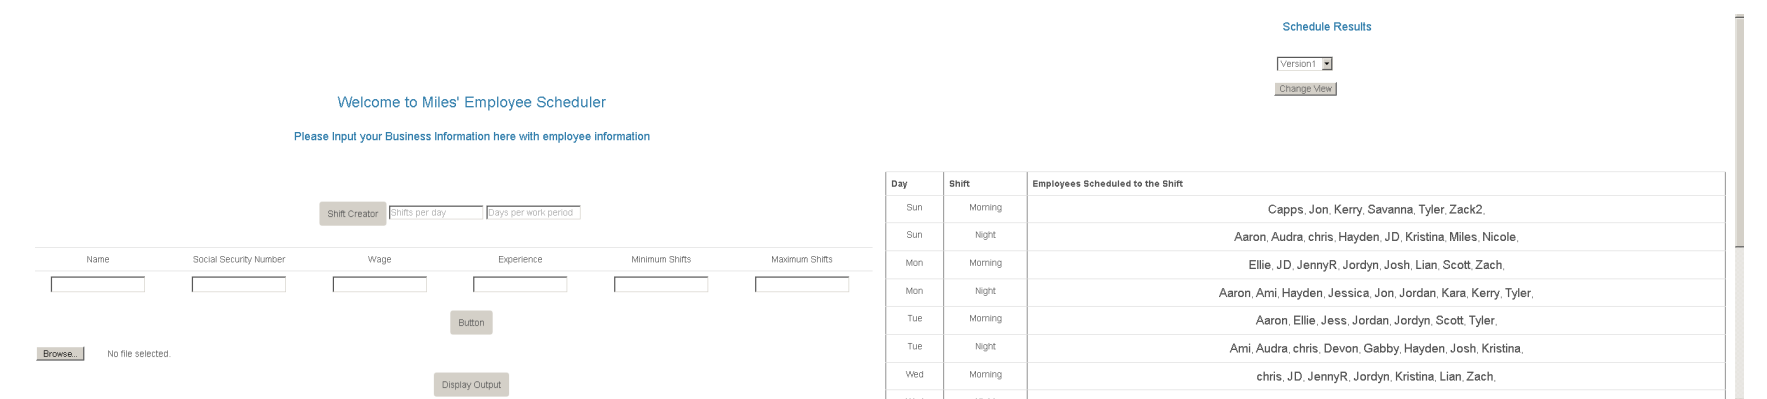 Welcome to Miles' Employee Scheduler
Please Input your Business Information here with employee information
Shift Creator Shifts per day Days per work period
Name Social Security Number Wage Experience Minimum Shifts Maximum Shifts
Button
Browse... No file selected.
Display Output
Schedule Results
Version1
Change View
Day Shift Employees Scheduled to the Shift
Sun Morning Capps, Jon, Kerry, Savanna, Tyler, Zack2,
Sun Night Aaron, Audra, chris, Hayden, JD, Kristina, Miles, Nicole,
Mon Morning Ellie, JD, JennyR, Jordyn, Josh, Lian, Scott, Zach,
Mon Night Aaron, Ami, Hayden, Jessica, Jon, Jordan, Kara, Kerry, Tyler,
Tue Morning Aaron, Ellie, Jess, Jordan, Jordyn, Scott, Tyler,
Tue Night Ami, Audra, chris, Devon, Gabby, Hayden, Josh, Kristina,
Wed Morning chris, JD, JennyR, Jordyn, Kristina, Lian, Zach,